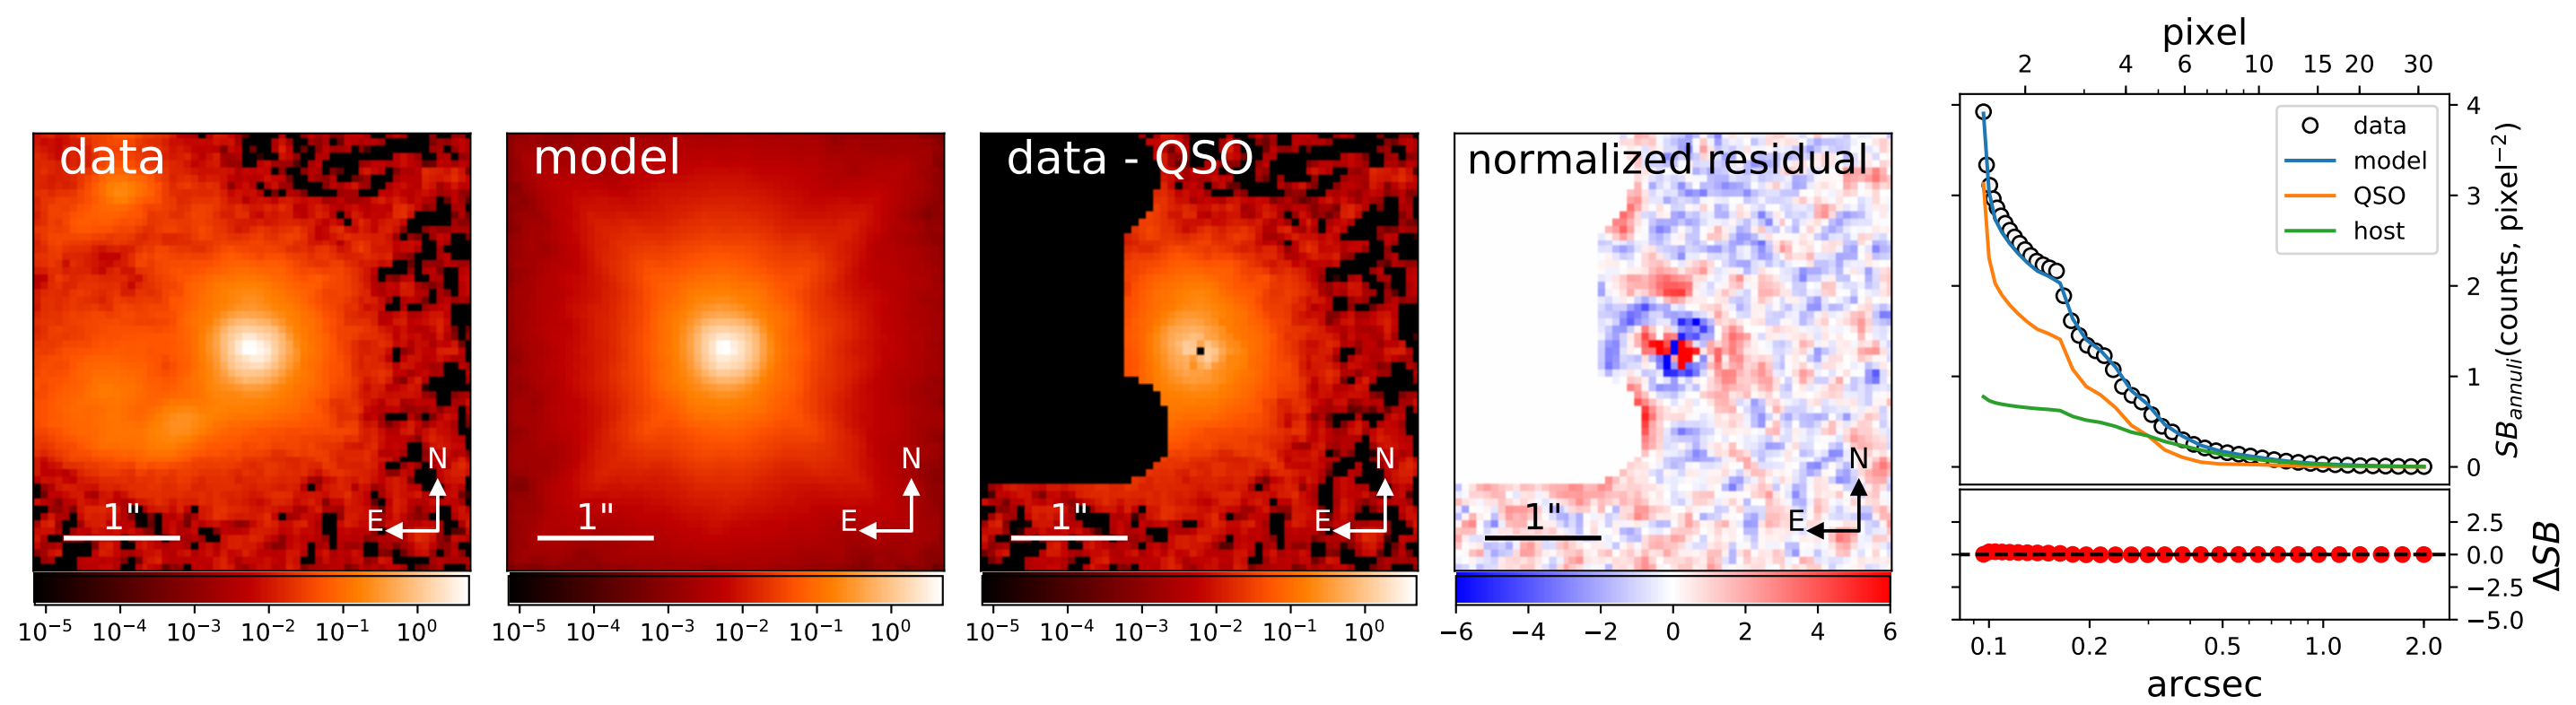 data
N
E
1"
10⁻⁵ 10⁻⁴ 10⁻³ 10⁻² 10⁻¹ 10⁰
model
N
E
1"
10⁻⁵ 10⁻⁴ 10⁻³ 10⁻² 10⁻¹ 10⁰
data - QSO
N
E
1"
10⁻⁵ 10⁻⁴ 10⁻³ 10⁻² 10⁻¹ 10⁰
normalized residual
N
E
1"
−6 −4 −2 0 2 4 6
pixel
2 4 6 10 15 20 30
data
model
QSO
host
4
3
2
1
0
SB_annuli(counts, pixel⁻²)
2.5
0.0
−2.5
−5.0
ΔSB
0.1 0.2 0.5 1.0 2.0
arcsec